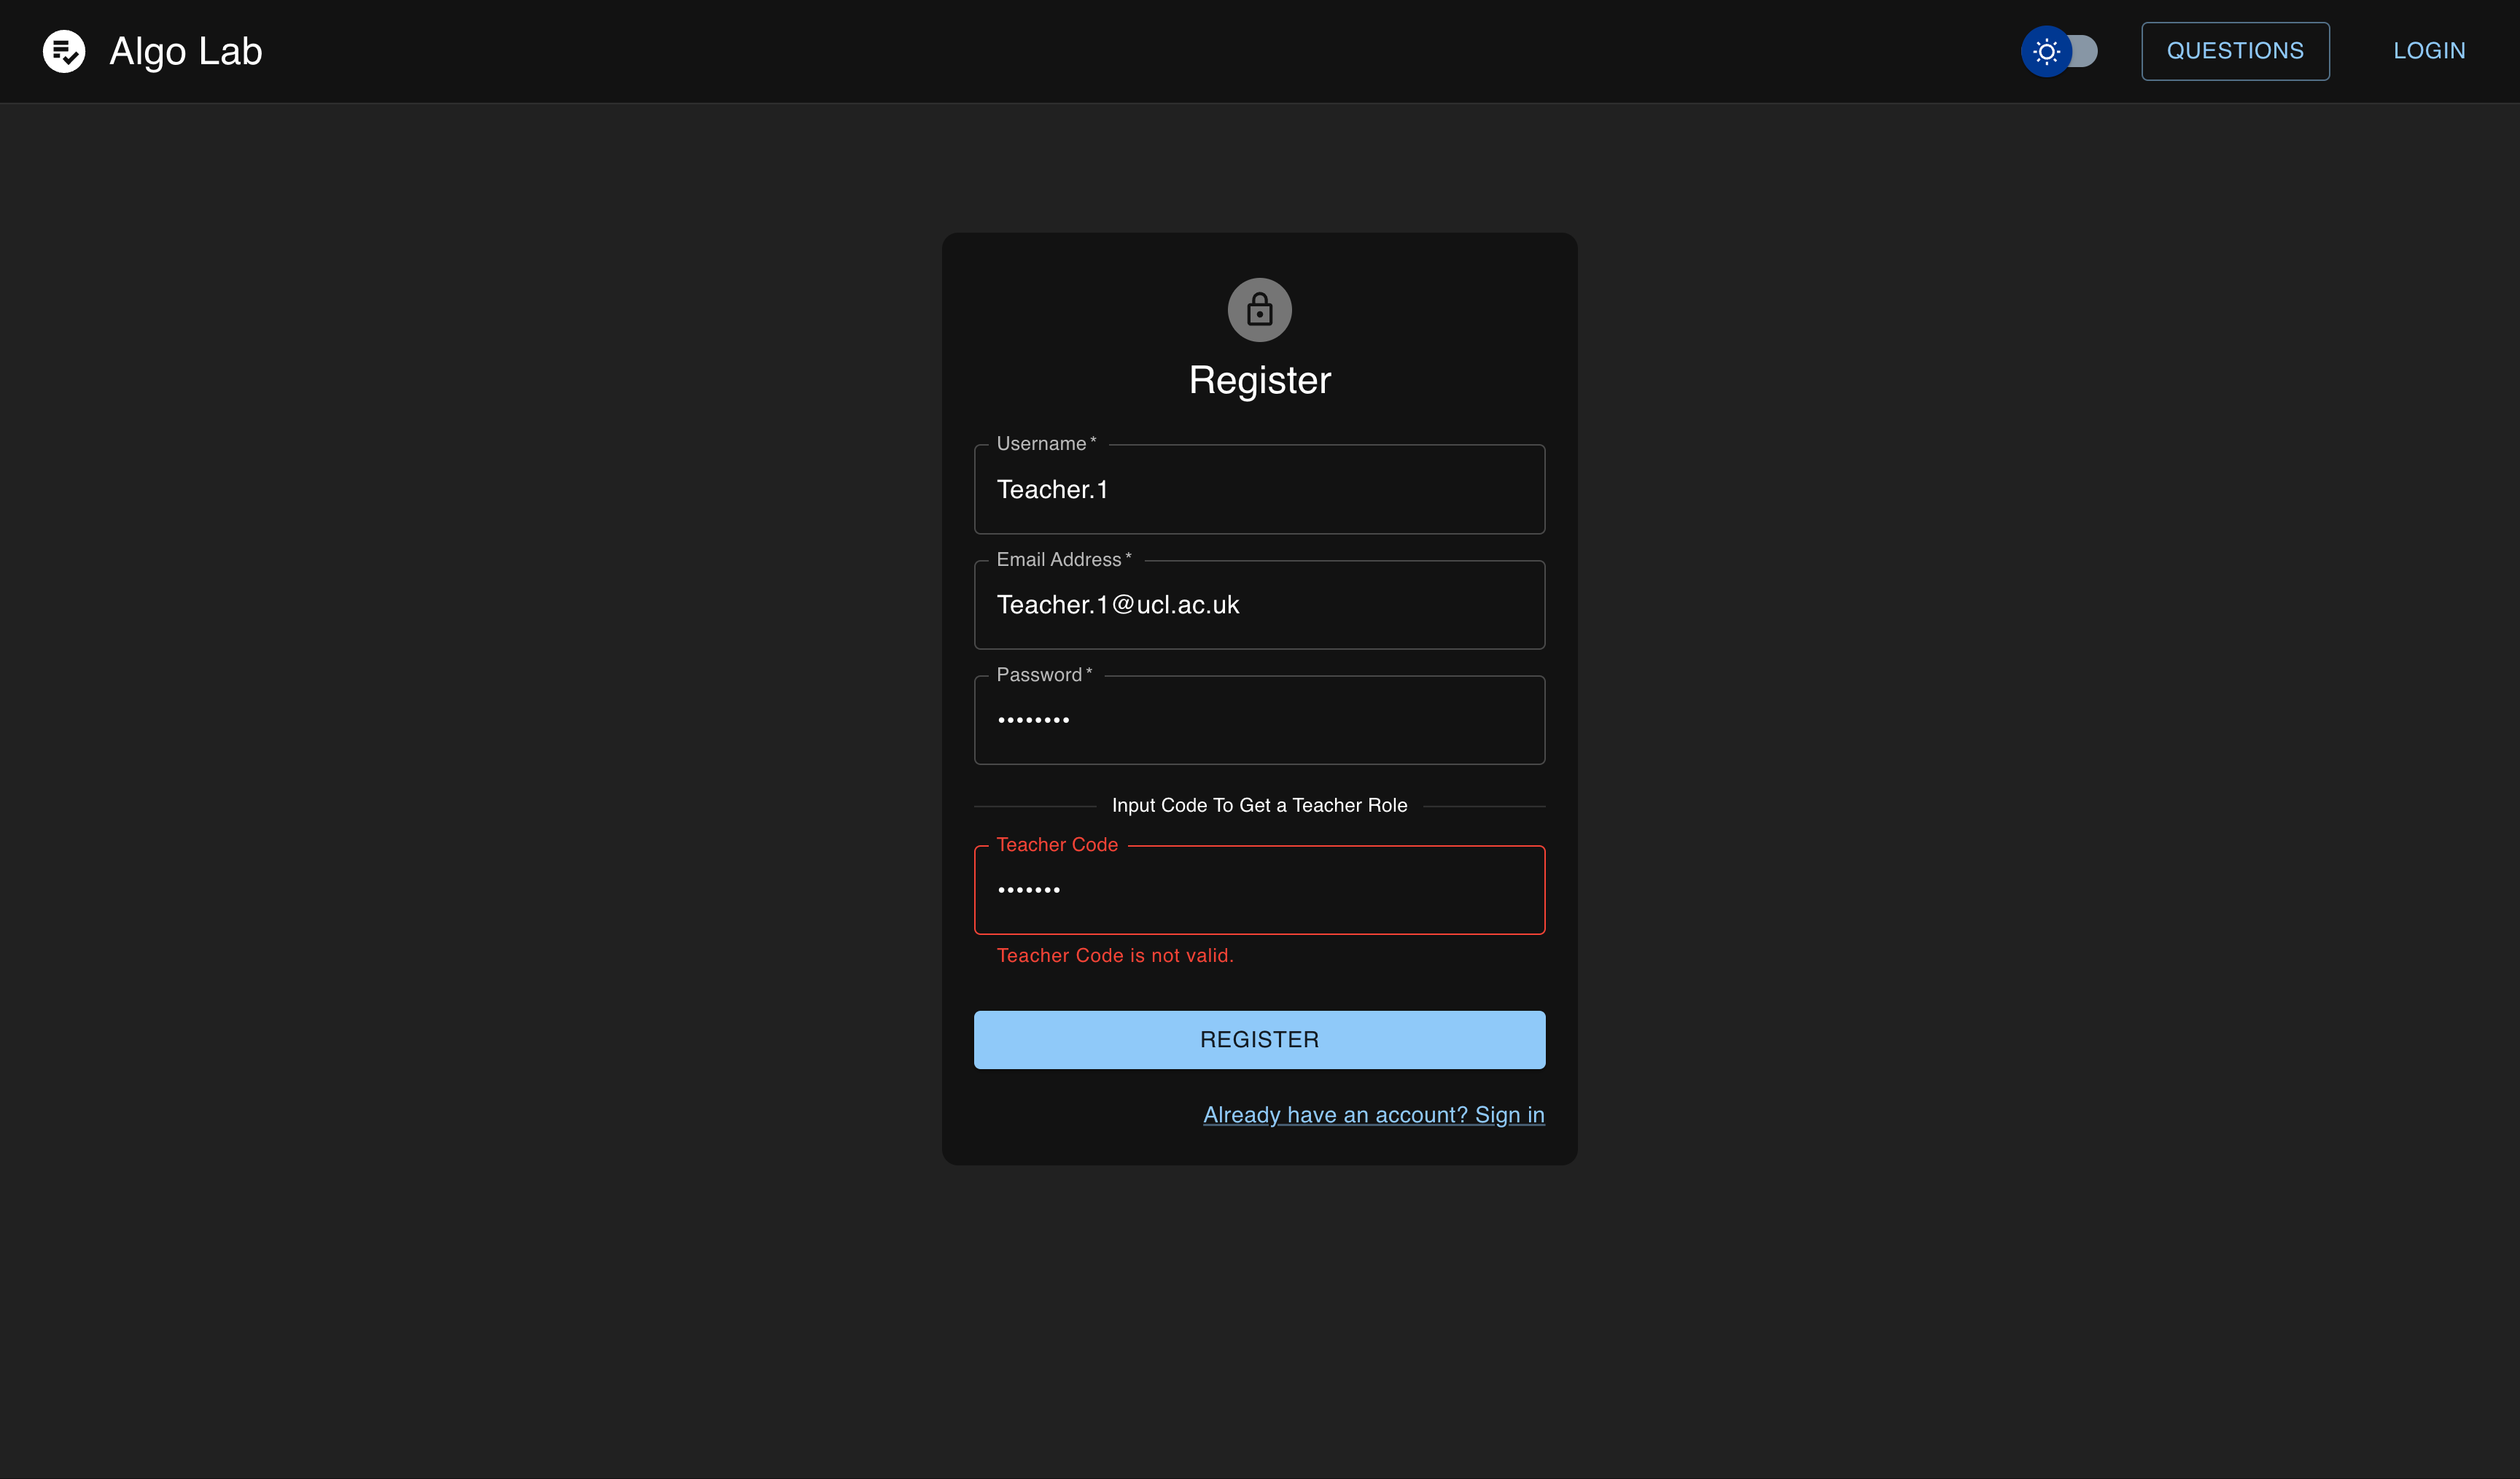 Algo Lab
QUESTIONS
LOGIN
Register
Username *
Teacher.1
Email Address *
Teacher.1@ucl.ac.uk
Password *
••••••••
Input Code To Get a Teacher Role
Teacher Code
•••••••
Teacher Code is not valid.
REGISTER
Already have an account? Sign in